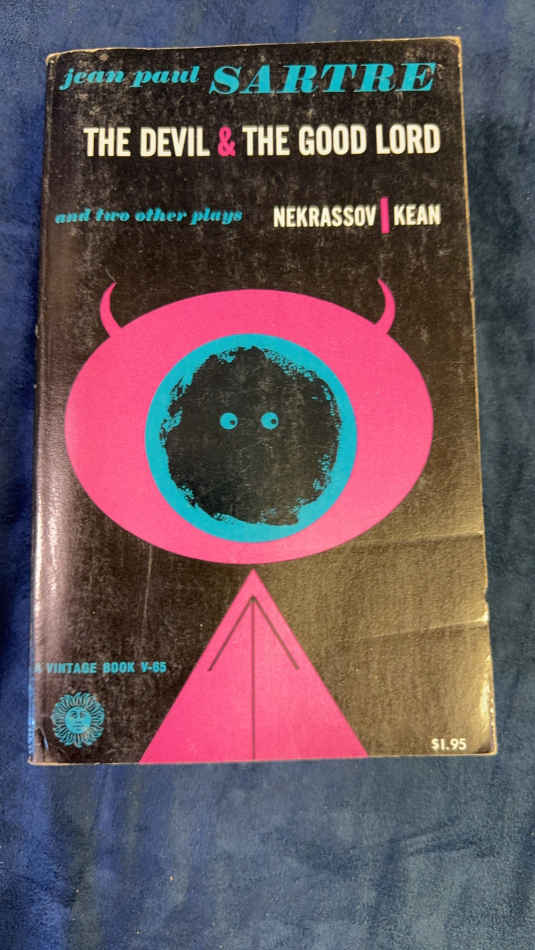 jean paul SARTRE
THE DEVIL & THE GOOD LORD
and two other plays NEKRASSOV | KEAN
A VINTAGE BOOK V-65
$1.95